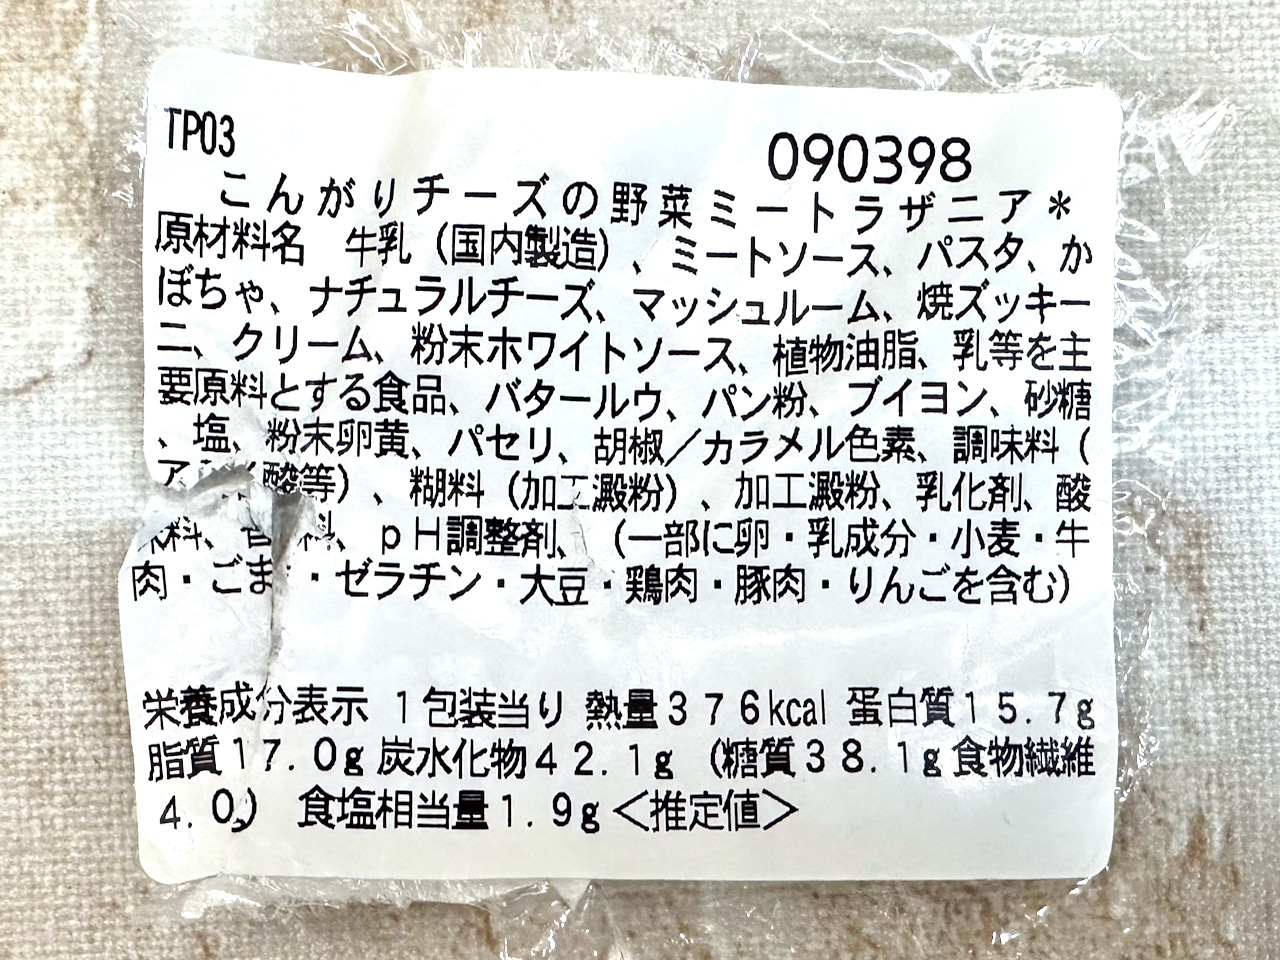 TP03
090398
こんがりチーズの野菜ミートラザニア＊
原材料名　牛乳（国内製造）、ミートソース、パスタ、か
ぼちゃ、ナチュラルチーズ、マッシュルーム、焼ズッキー
ニ、クリーム、粉末ホワイトソース、植物油脂、乳等を主
要原料とする食品、バタールウ、パン粉、ブイヨン、砂糖
、塩、粉末卵黄、パセリ、胡椒／カラメル色素、調味料（
ア酸等）、糊料（加工澱粉）、加工澱粉、乳化剤、酸
味料、料、ｐＨ調整剤、（一部に卵・乳成分・小麦・牛
肉・ごま・ゼラチン・大豆・鶏肉・豚肉・りんごを含む）
栄養成分表示 １包装当り 熱量３７６kcal 蛋白質１５.７g
脂質１７.０g 炭水化物４２.１g （糖質３８.１g 食物繊維
４.０）　食塩相当量１.９g＜推定値＞